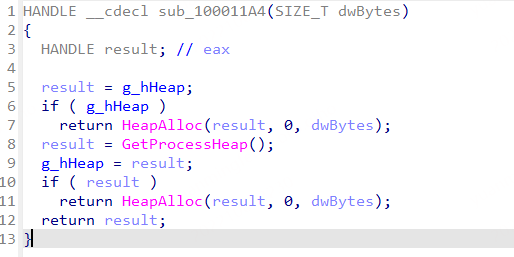 1 HANDLE __cdecl sub_100011A4(SIZE_T dwBytes)
2 {
3   HANDLE result; // eax
4
5   result = g_hHeap;
6   if ( g_hHeap )
7     return HeapAlloc(result, 0, dwBytes);
8   result = GetProcessHeap();
9   g_hHeap = result;
10   if ( result )
11     return HeapAlloc(result, 0, dwBytes);
12   return result;
13 }